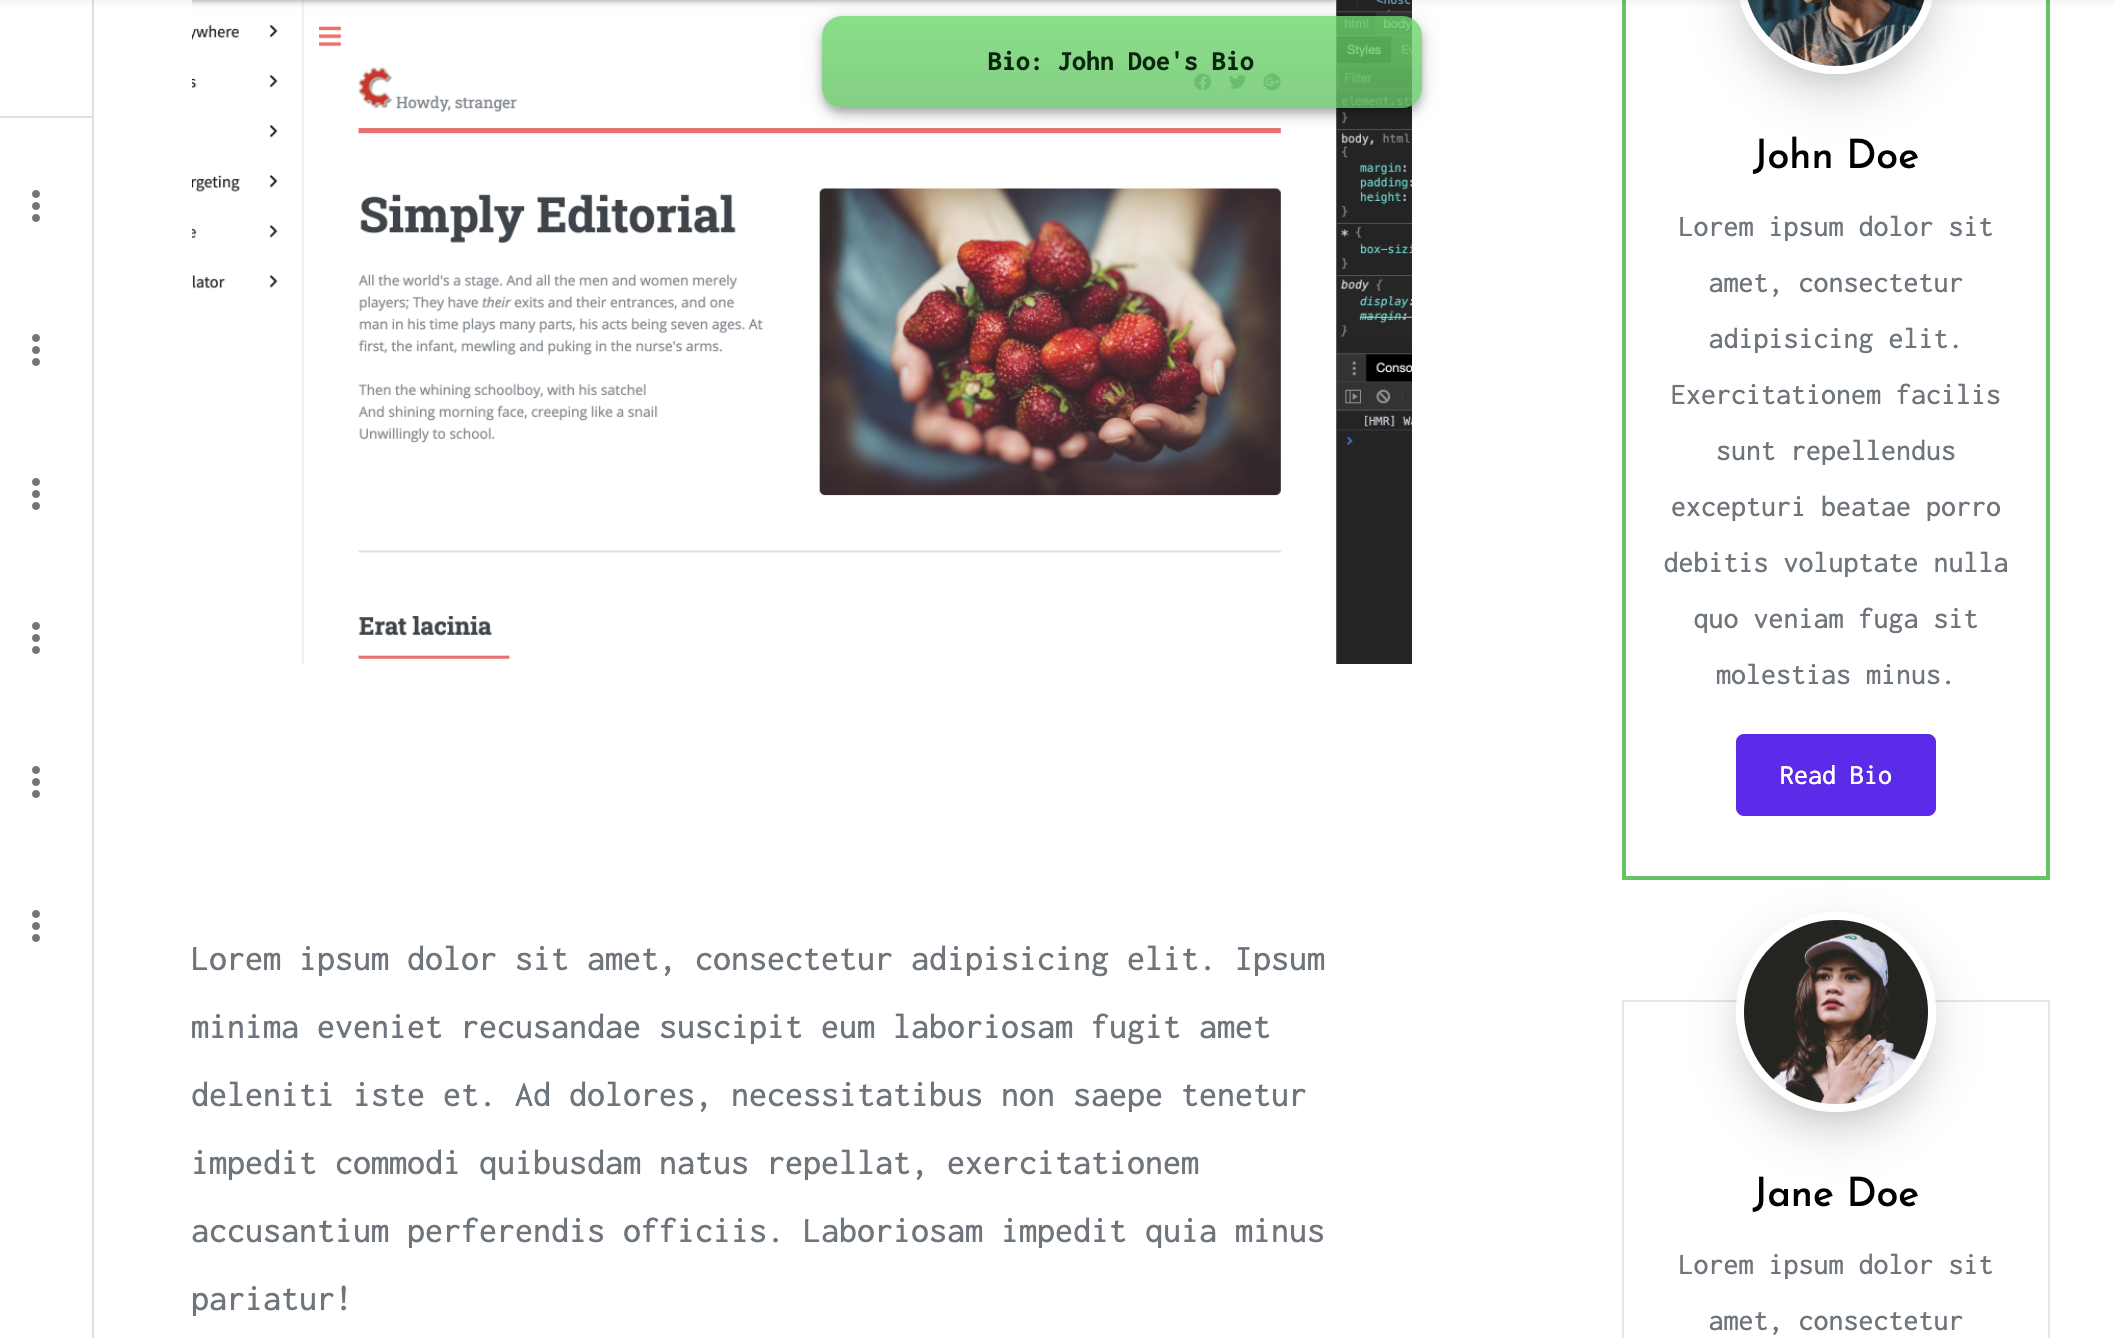 ywhere
s
rgeting
e
lator
Howdy, stranger
Bio: John Doe's Bio
Simply Editorial
All the world's a stage. And all the men and women merely
players; They have their exits and their entrances, and one
man in his time plays many parts, his acts being seven ages. At
first, the infant, mewling and puking in the nurse's arms.
Then the whining schoolboy, with his satchel
And shining morning face, creeping like a snail
Unwillingly to school.
Erat lacinia
html body
Styles
Filter
element.st
}
body, html
{
margin:
padding:
height:
}
* {
box-sizi
}
body {
display:
margin:
}
Conso
[HMR] Wa
John Doe
Lorem ipsum dolor sit
amet, consectetur
adipisicing elit.
Exercitationem facilis
sunt repellendus
excepturi beatae porro
debitis voluptate nulla
quo veniam fuga sit
molestias minus.
Read Bio
Lorem ipsum dolor sit amet, consectetur adipisicing elit. Ipsum
minima eveniet recusandae suscipit eum laboriosam fugit amet
deleniti iste et. Ad dolores, necessitatibus non saepe tenetur
impedit commodi quibusdam natus repellat, exercitationem
accusantium perferendis officiis. Laboriosam impedit quia minus
pariatur!
Jane Doe
Lorem ipsum dolor sit
amet, consectetur